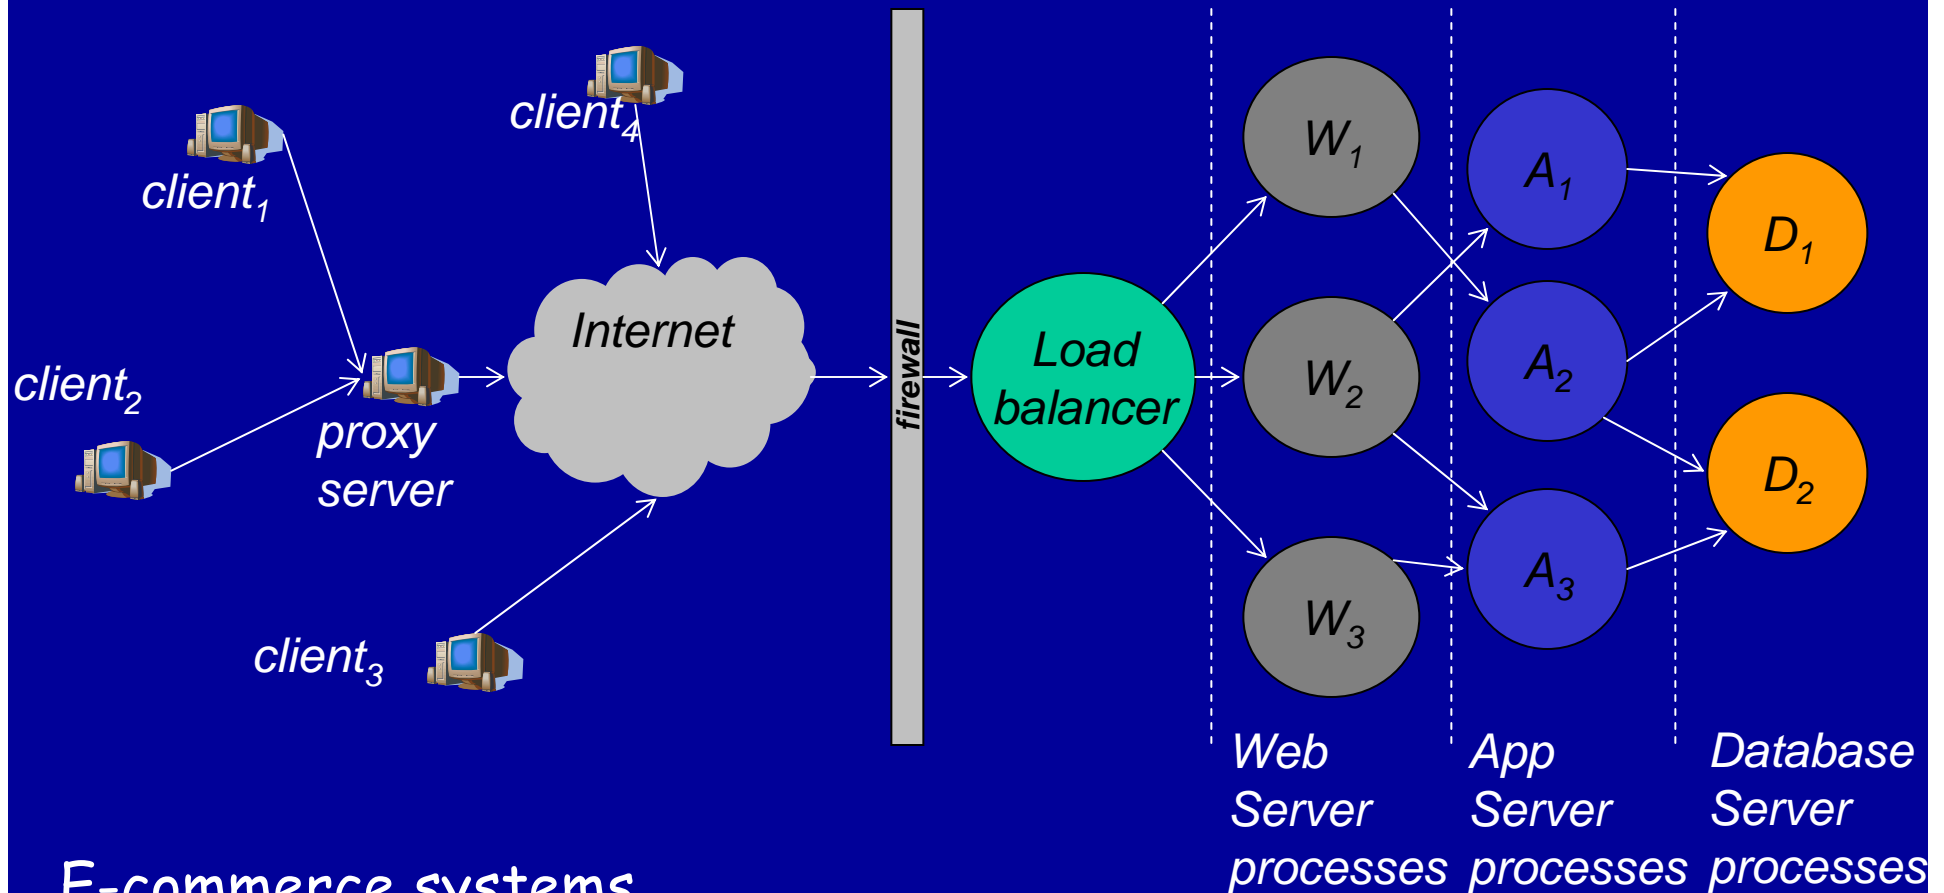 client₄
client₁
W₁
A₁
D₁
Internet
firewall
Load
balancer
client₂
proxy
server
W₂
A₂
D₂
client₃
W₃
A₃
Web
Server
processes
App
Server
processes
Database
Server
processes
E-commerce systems